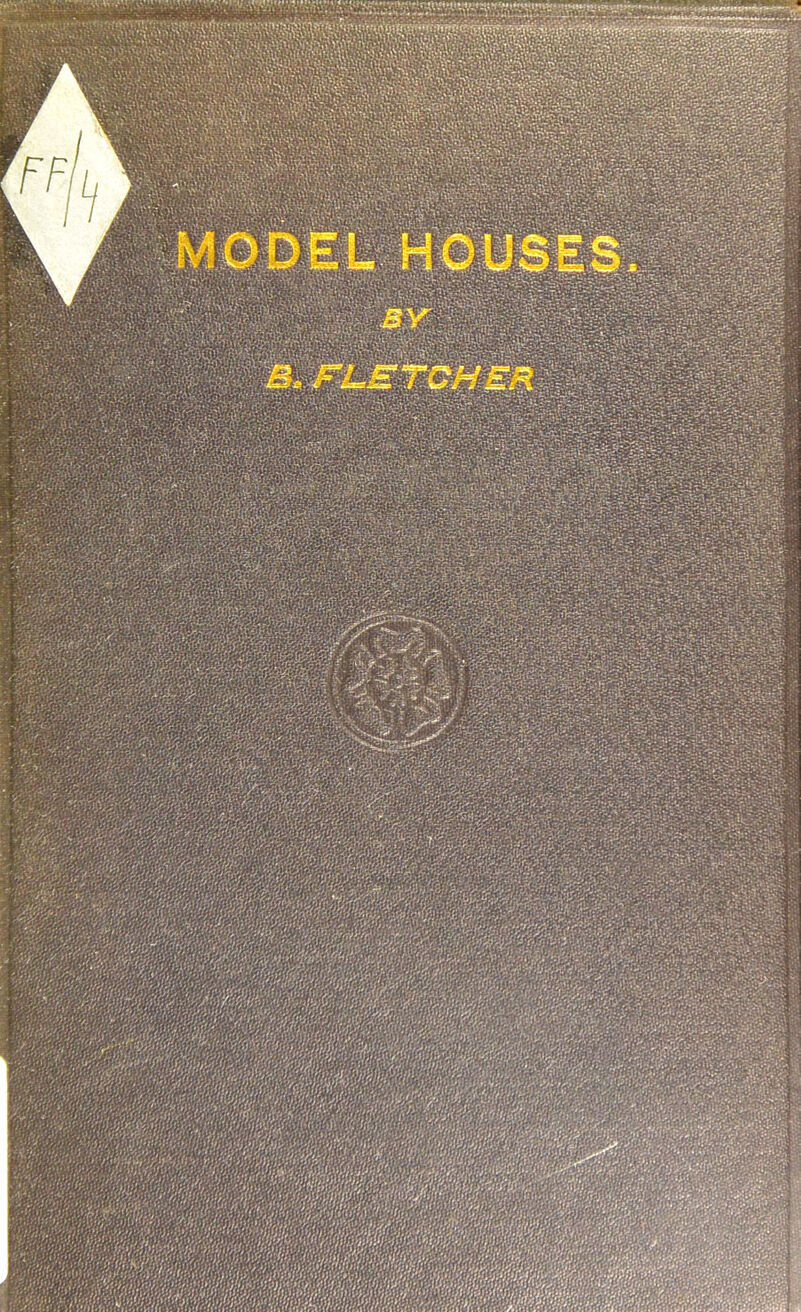 FF/4
MODEL HOUSES.
BY
B. FLETCHER